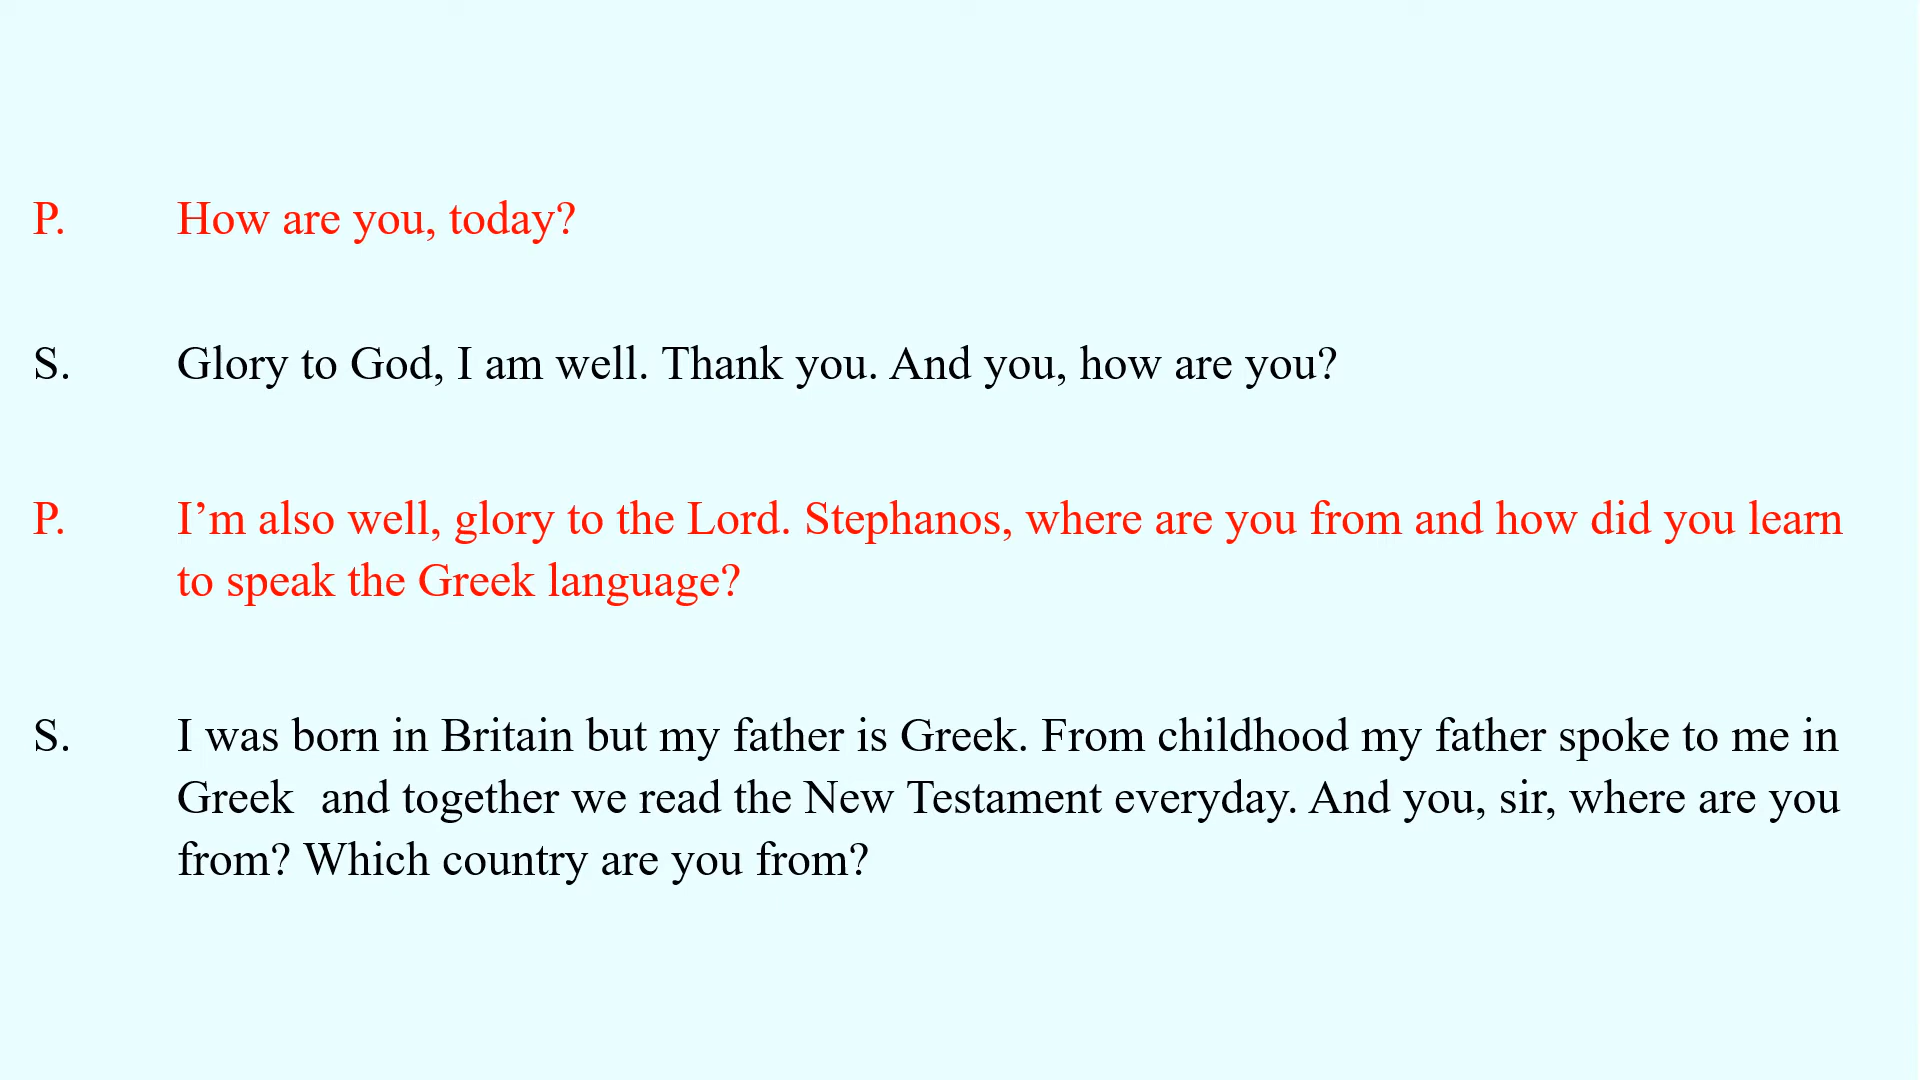 P. How are you, today?
S. Glory to God, I am well. Thank you. And you, how are you?
P. I’m also well, glory to the Lord. Stephanos, where are you from and how did you learn
to speak the Greek language?
S. I was born in Britain but my father is Greek. From childhood my father spoke to me in
Greek  and together we read the New Testament everyday. And you, sir, where are you
from? Which country are you from?